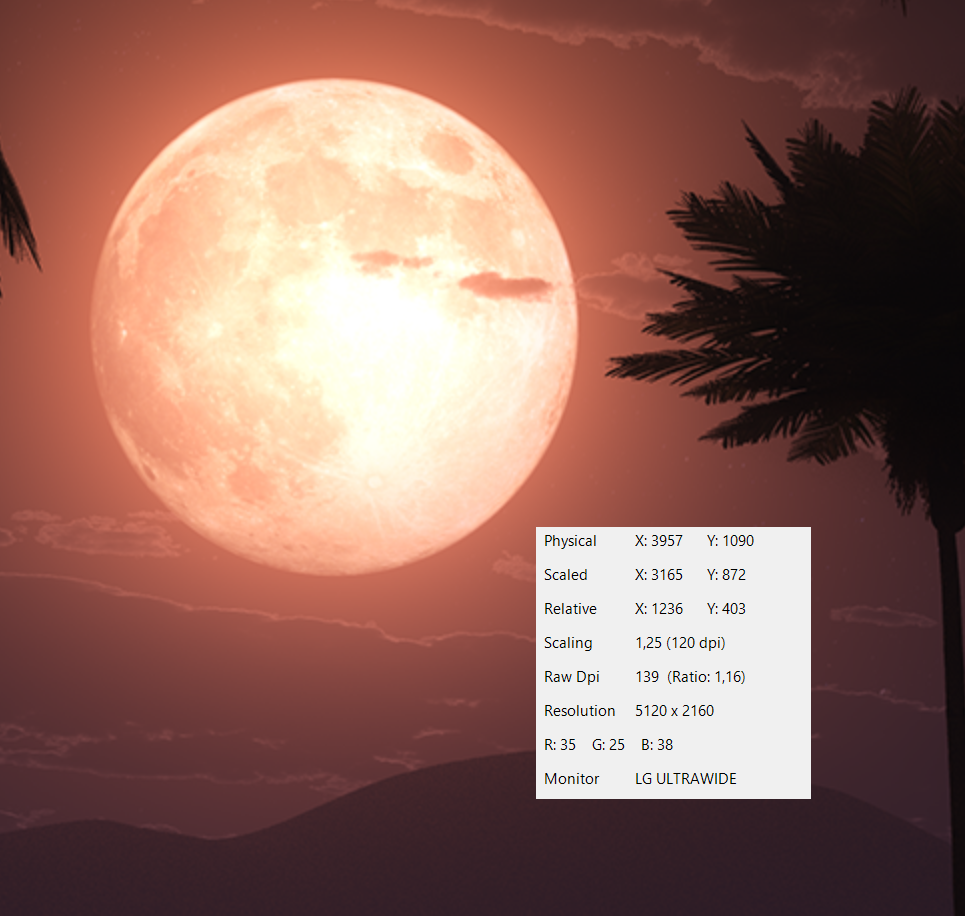 Physical X: 3957 Y: 1090
Scaled X: 3165 Y: 872
Relative X: 1236 Y: 403
Scaling 1,25 (120 dpi)
Raw Dpi 139 (Ratio: 1,16)
Resolution 5120 x 2160
R: 35 G: 25 B: 38
Monitor LG ULTRAWIDE